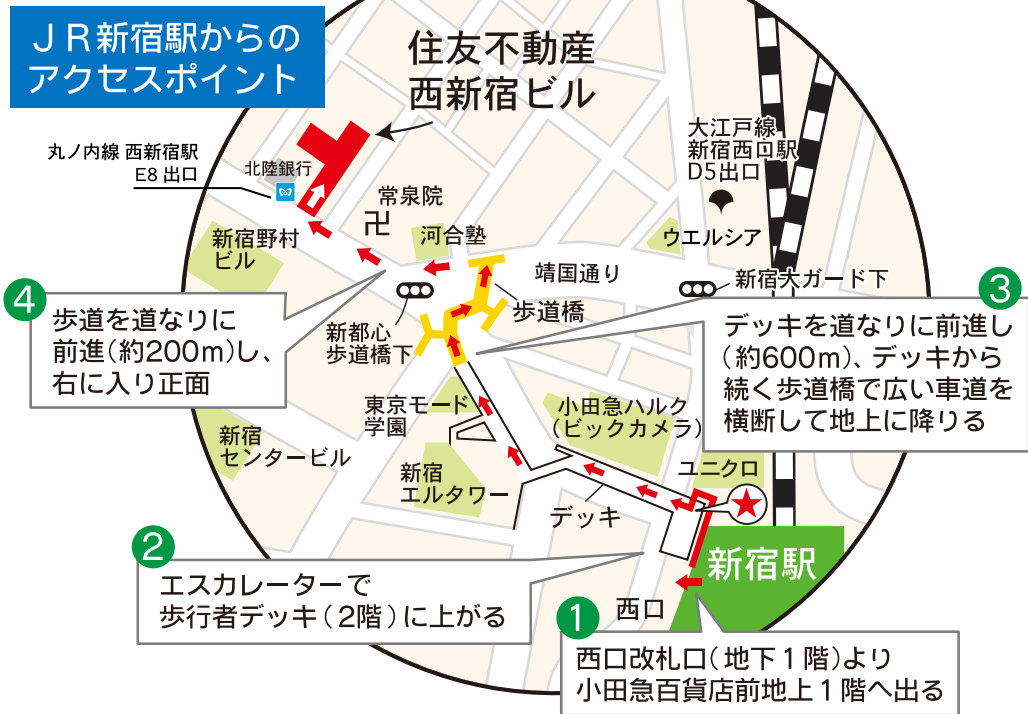 JR新宿駅からの
アクセスポイント
住友不動産
西新宿ビル
丸ノ内線 西新宿駅
E8 出口
北陸銀行
常泉院
卍
河合塾
新宿野村
ビル
大江戸線
新宿西口駅
D5出口
ウエルシア
靖国通り
新宿大ガード下
歩道橋
新都心
歩道橋下
4
歩道を道なりに
前進(約200m)し、
右に入り正面
3
デッキを道なりに前進し
(約600m)、デッキから
続く歩道橋で広い車道を
横断して地上に降りる
東京モード
学園
小田急ハルク
(ビックカメラ)
新宿
センタービル
新宿
エルタワー
ユニクロ
デッキ
新宿駅
2
エスカレーターで
歩行者デッキ(2階)に上がる
西口
1
西口改札口(地下1階)より
小田急百貨店前地上1階へ出る